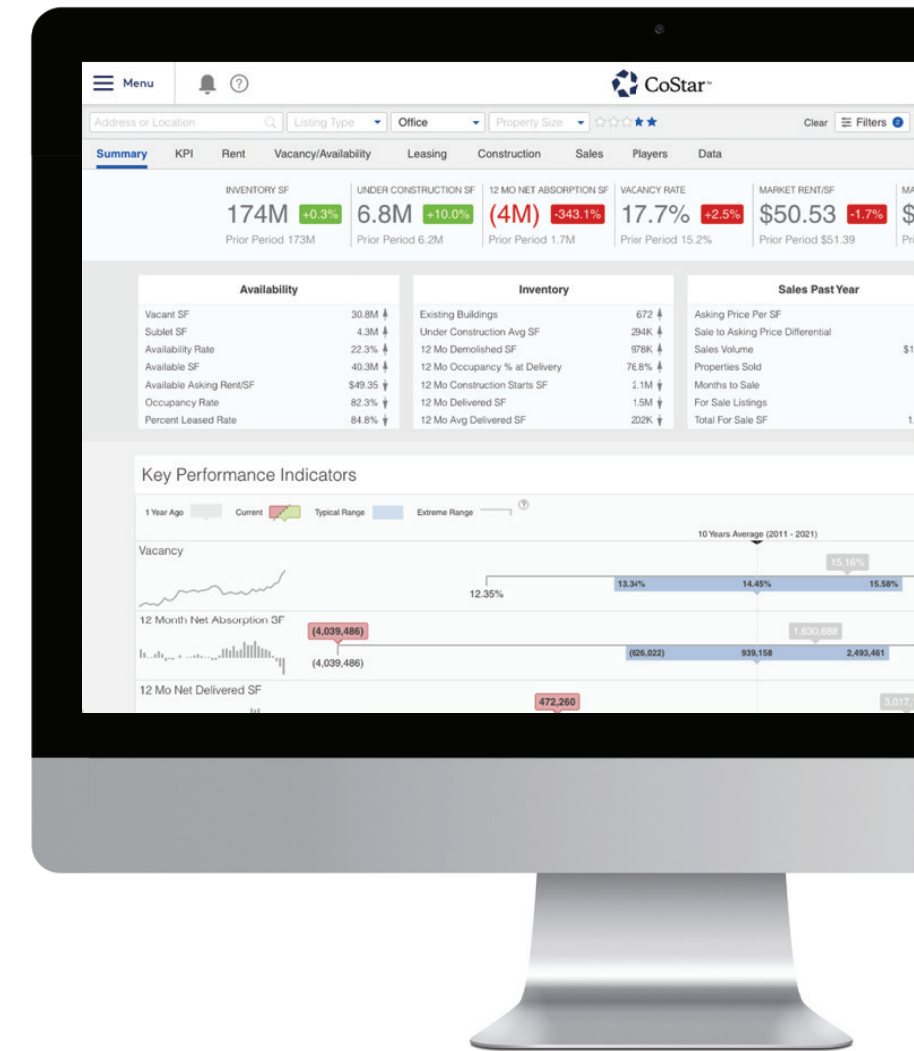 Menu ? CoStar™
Address or Location Listing Type Office Property Size Clear Filters 2
Summary KPI Rent Vacancy/Availability Leasing Construction Sales Players Data
INVENTORY SF UNDER CONSTRUCTION SF 12 MO NET ABSORPTION SF VACANCY RATE MARKET RENT/SF MA
174M +0.3% 6.8M +10.0% (4M) -343.1% 17.7% +2.5% $50.53 -1.7% $
Prior Period 173M Prior Period 6.2M Prior Period 1.7M Prior Period 15.2% Prior Period $51.39 Pri
Availability Inventory Sales Past Year
Vacant SF 30.8M Existing Buildings 672 Asking Price Per SF
Sublet SF 4.3M Under Construction Avg SF 294K Sale to Asking Price Differential
Availability Rate 22.3% 12 Mo Demolished SF 978K Sales Volume $1
Available SF 40.3M 12 Mo Occupancy % at Delivery 76.8% Properties Sold
Available Asking Rent/SF $49.35 12 Mo Construction Starts SF 2.1M Months to Sale
Occupancy Rate 82.3% 12 Mo Delivered SF 1.5M For Sale Listings
Percent Leased Rate 84.8% 12 Mo Avg Delivered SF 202K Total For Sale SF 1.
Key Performance Indicators
1 Year Ago Current Typical Range Extreme Range ?
10 Years Average (2011 - 2021)
Vacancy 15.16%
12.35% 13.34% 14.45% 15.58%
12 Month Net Absorption SF (4,039,486) 1,630,688
(4,039,486) (626,022) 939,158 2,493,461
12 Mo Net Delivered SF 472,260 3,017,